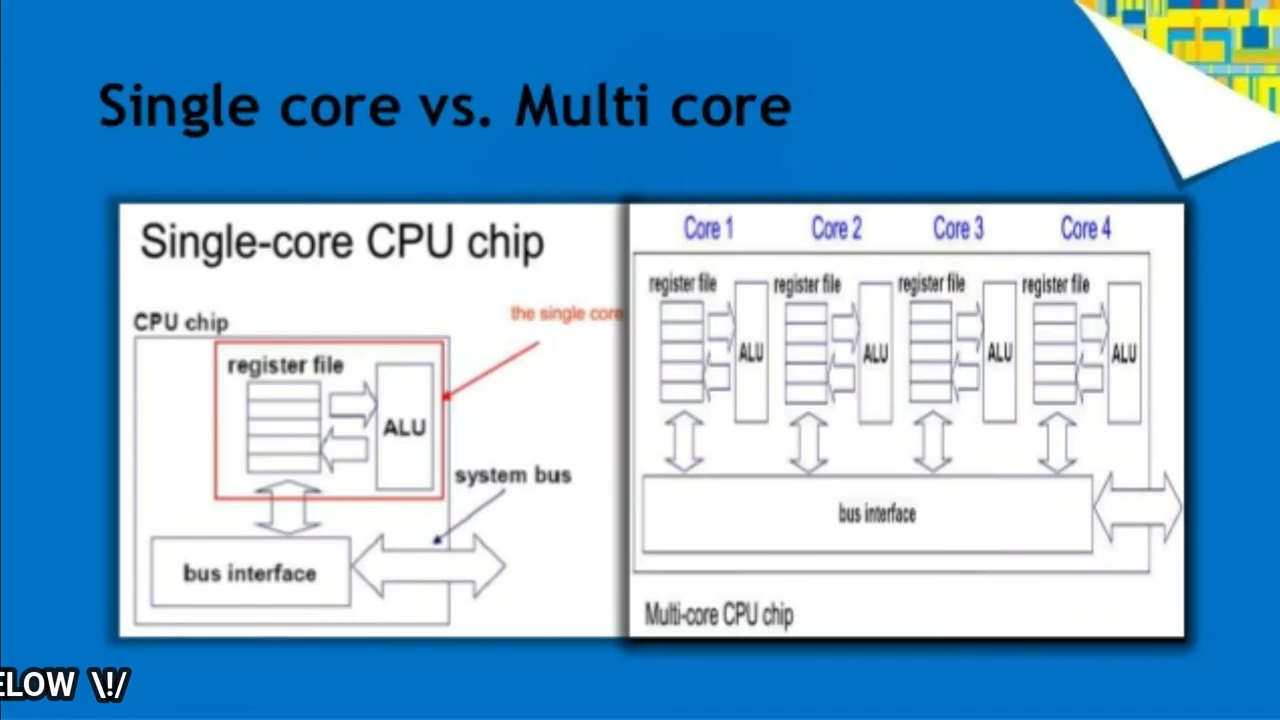 Single core vs. Multi core
Single-core CPU chip
CPU chip
the single core
register file
ALU
system bus
bus interface
Core 1 Core 2 Core 3 Core 4
register file register file register file register file
ALU ALU ALU ALU
bus interface
Multi-core CPU chip
ELOW \!/